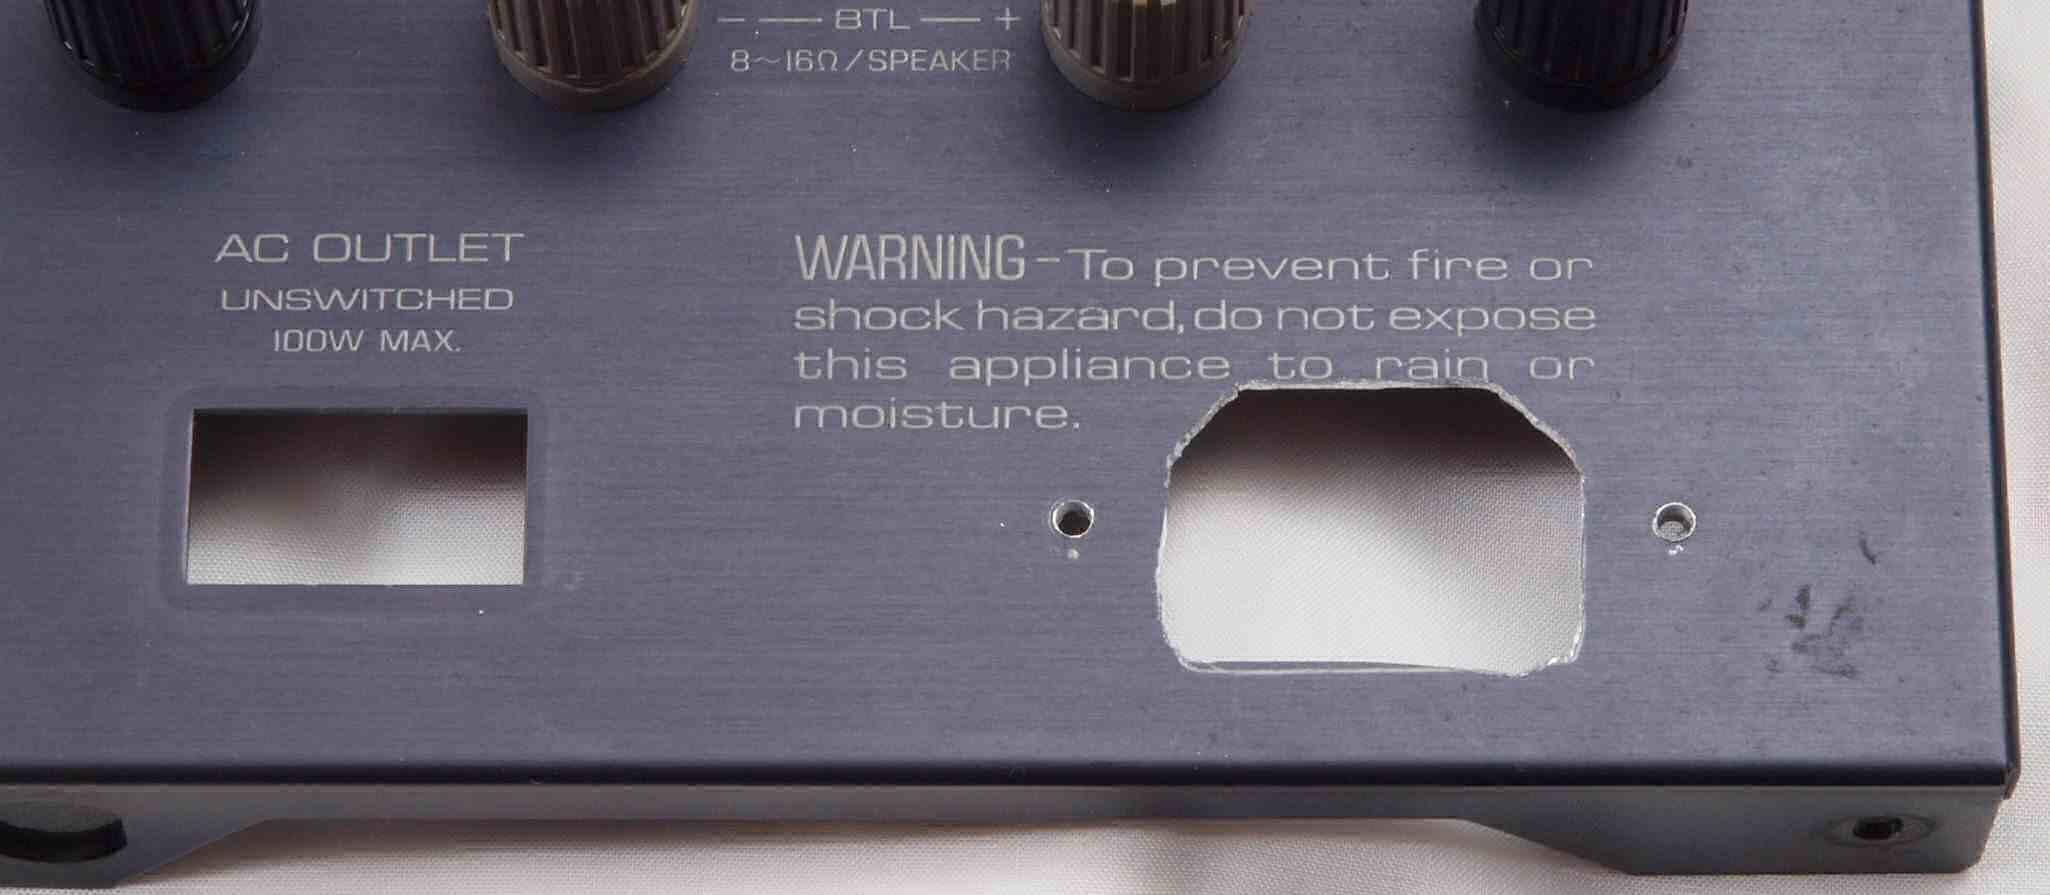 − BTL +
8~16Ω/SPEAKER
AC OUTLET
UNSWITCHED
100W MAX.
WARNING-To prevent fire or
shock hazard, do not expose
this appliance to rain or
moisture.